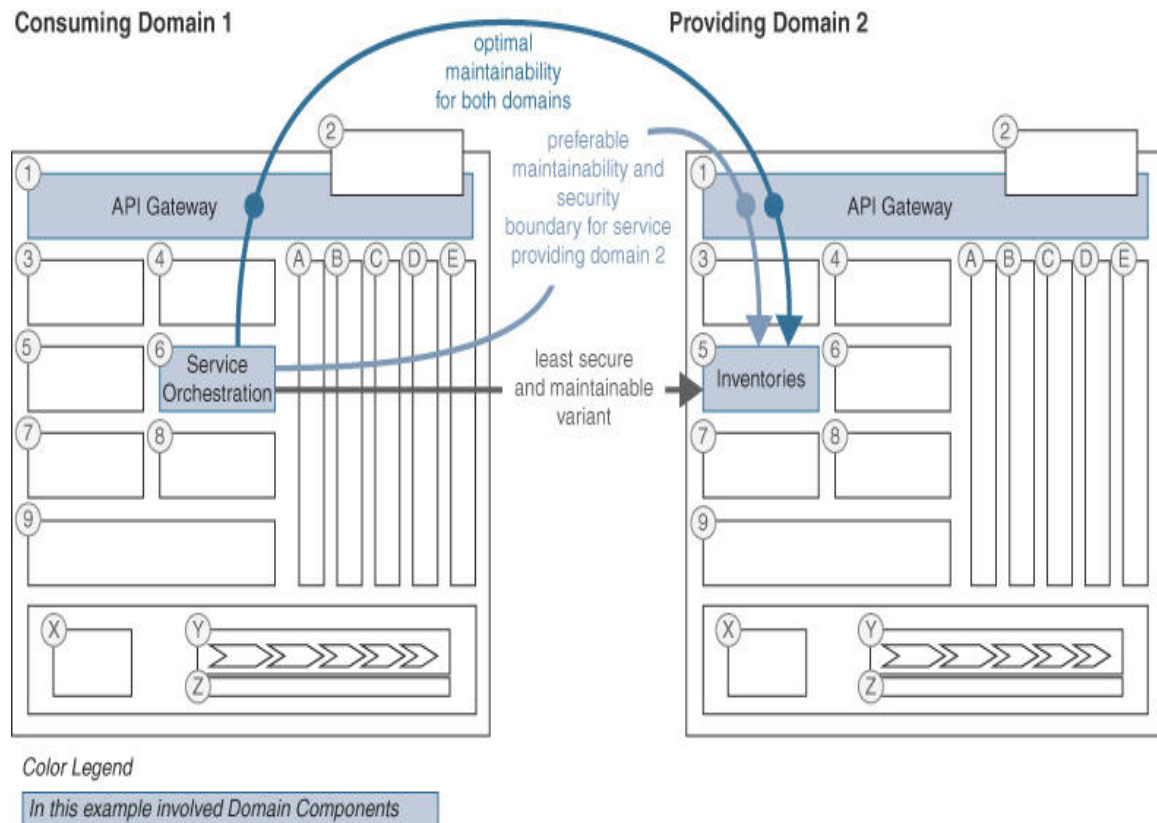 Consuming Domain 1
Providing Domain 2
optimal
maintainability
for both domains
preferable
maintainability and
security
boundary for service
providing domain 2
least secure
and maintainable
variant
1
API Gateway
2
3
4
A
B
C
D
E
5
6
Service
Orchestration
7
8
9
X
Y
Z
1
API Gateway
2
3
4
A
B
C
D
E
5
Inventories
6
7
8
9
X
Y
Z
Color Legend
In this example involved Domain Components